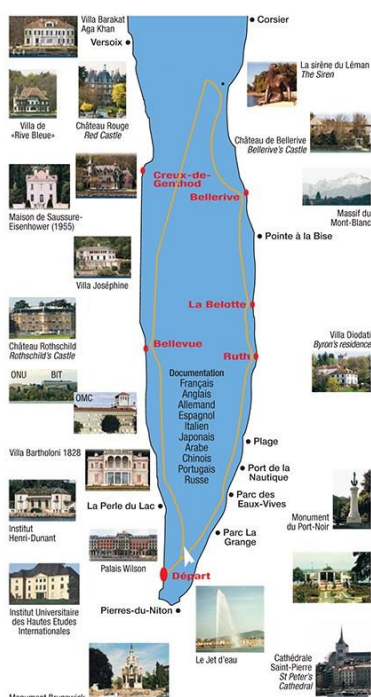 Villa Barakat
Aga Khan
Versoix
Corsier
La sirène du Léman
The Siren
Villa de
«Rive Bleue»
Château Rouge
Red Castle
Château de Bellerive
Bellerive's Castle
Creux-de-
Genthod
Bellerive
Maison de Saussure-
Eisenhower (1955)
Massif du
Mont-Blanc
Pointe à la Bise
Villa Joséphine
La Belotte
Château Rothschild
Rothschild's Castle
Bellevue
Ruth
Villa Diodati
Byron's residence
ONU
BIT
OMC
Documentation
Français
Anglais
Allemand
Espagnol
Italien
Japonais
Arabe
Chinois
Portugais
Russe
Plage
Villa Bartholoni 1828
Port de la
Nautique
Parc des
Eaux-Vives
La Perle du Lac
Institut
Henri-Dunant
Monument
du Port-Noir
Parc La
Grange
Palais Wilson
Départ
Pierres-du-Niton
Institut Universitaire
des Hautes Etudes
Internationales
Le Jet d'eau
Cathédrale
Saint-Pierre
St Peter's
Cathedral
Monument Brunswick